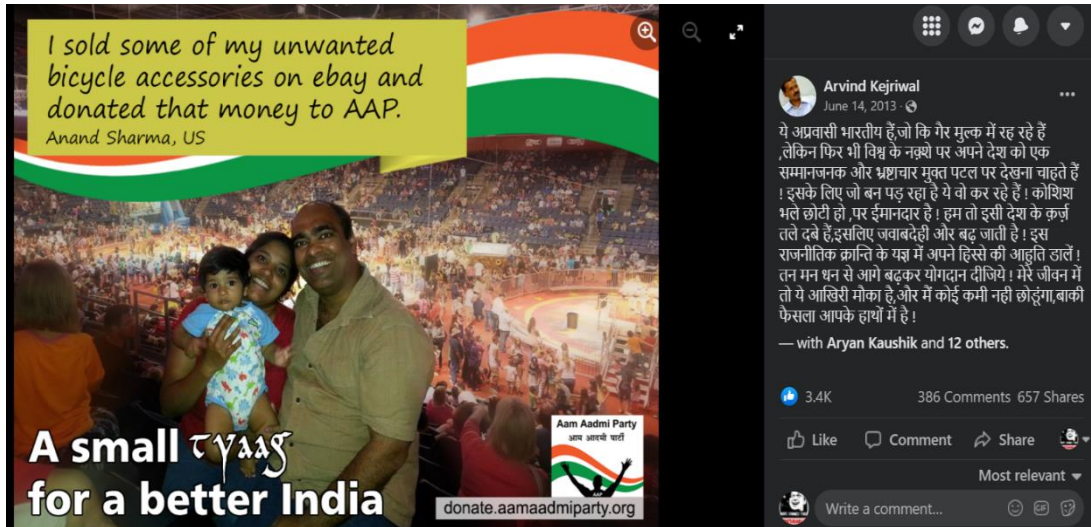 I sold some of my unwanted
bicycle accessories on ebay and
donated that money to AAP.
Anand Sharma, US
A small tyaag
for a better India
Aam Aadmi Party
आम आदमी पार्टी
AAP
donate.aamaadmiparty.org
Arvind Kejriwal
June 14, 2013 ·
ये अप्रवासी भारतीय हैं,जो कि गैर मुल्क में रह रहे हैं
,लेकिन फिर भी विश्व के नक़्शे पर अपने देश को एक
सम्मानजनक और भ्रष्टाचार मुक्त पटल पर देखना चाहते हैं
! इसके लिए जो बन पड़ रहा है ये वो कर रहे हैं ! कोशिश
भले छोटी हो ,पर ईमानदार है ! हम तो इसी देश के क़र्ज़
तले दबे हैं,इसलिए जवाबदेही और बढ़ जाती है ! इस
राजनीतिक क्रान्ति के यज्ञ में अपने हिस्से की आहुति डालें !
तन मन धन से आगे बढ़कर योगदान दीजिये ! मेरे जीवन में
तो ये आखिरी मौका है,और मैं कोई कमी नही छोडूंगा,बाकी
फैसला आपके हाथों में है !
— with Aryan Kaushik and 12 others.
3.4K 386 Comments 657 Shares
Like Comment Share
Most relevant
Write a comment...
GIF